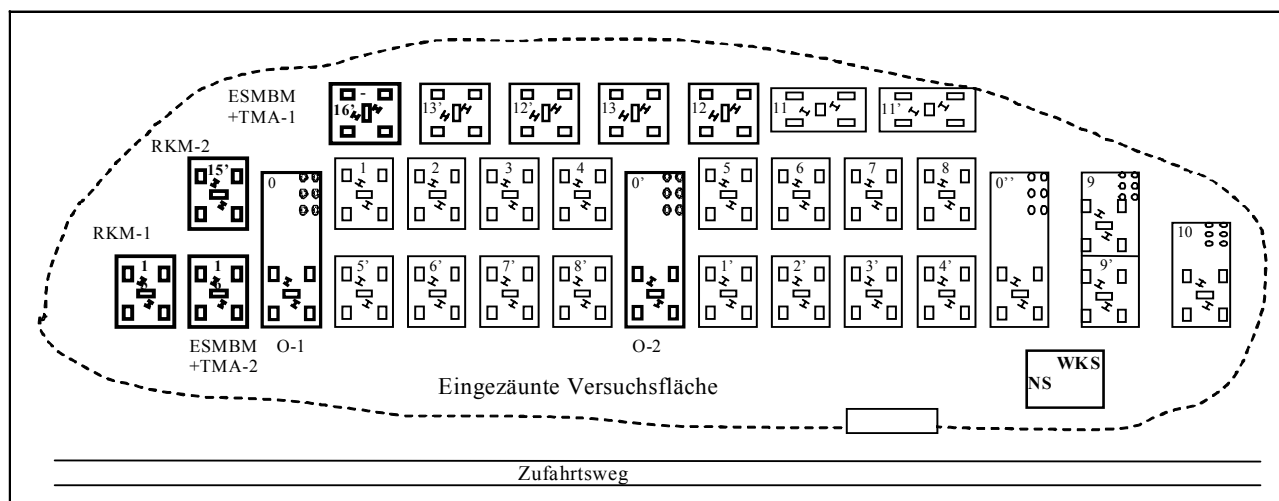 ESMBM
+TMA-1
16'
13'
12'
13
12
11
11'
RKM-2
15'
0
1
2
3
4
0'
5
6
7
8
0''
9
10
RKM-1
1
1
5'
6'
7'
8'
1'
2'
3'
4'
9'
ESMBM
+TMA-2
O-1
O-2
WKS
NS
Eingezäunte Versuchsfläche
Zufahrtsweg